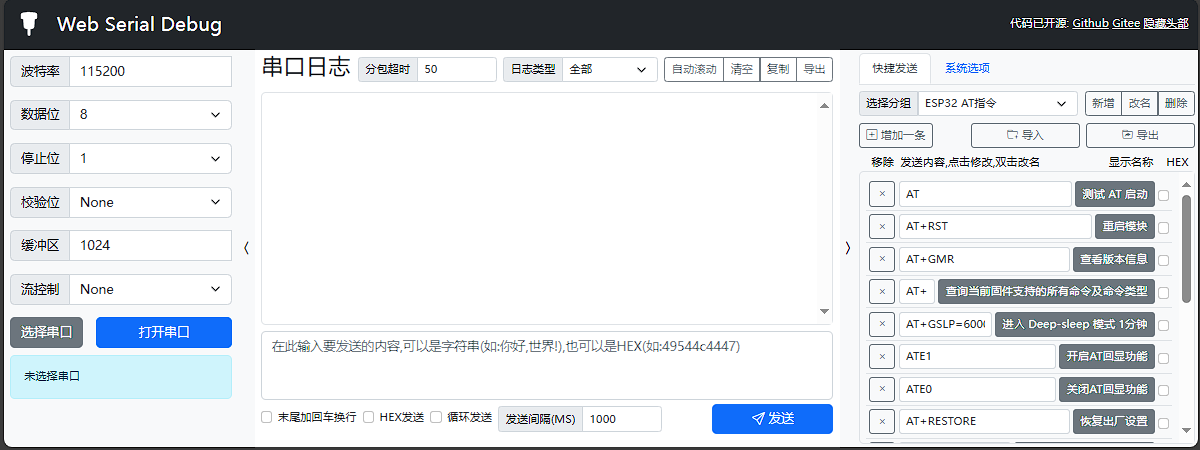 Web Serial Debug
代码已开源: Github Gitee 隐藏头部
波特率 115200
数据位 8
停止位 1
校验位 None
缓冲区 1024
流控制 None
选择串口 打开串口
未选择串口
串口日志 分包超时 50 日志类型 全部 自动滚动 清空 复制 导出
在此输入要发送的内容,可以是字符串(如:你好,世界!),也可以是HEX(如:49544c4447)
末尾加回车换行 HEX发送 循环发送 发送间隔(MS) 1000 发送
快捷发送 系统选项
选择分组 ESP32 AT指令 新增 改名 删除
增加一条 导入 导出
移除 发送内容,点击修改,双击改名 显示名称 HEX
× AT 测试 AT 启动
× AT+RST 重启模块
× AT+GMR 查看版本信息
× AT+ 查询当前固件支持的所有命令及命令类型
× AT+GSLP=6000 进入 Deep-sleep 模式 1分钟
× ATE1 开启AT回显功能
× ATE0 关闭AT回显功能
× AT+RESTORE 恢复出厂设置